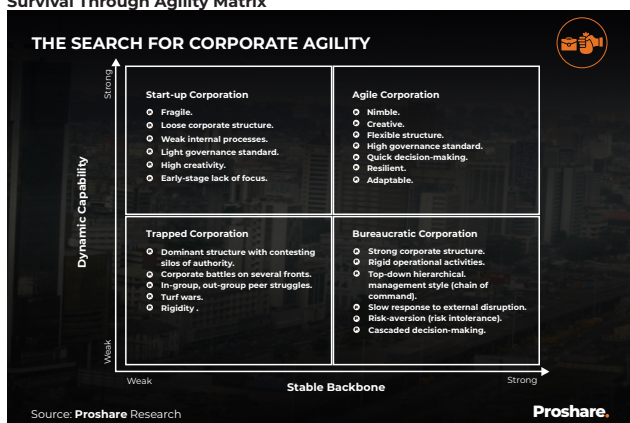 Survival Through Agility Matrix
THE SEARCH FOR CORPORATE AGILITY
Strong
Dynamic Capability
Weak
Start-up Corporation
Fragile.
Loose corporate structure.
Weak internal processes.
Light governance standard.
High creativity.
Early-stage lack of focus.
Agile Corporation
Nimble.
Creative.
Flexible structure.
High governance standard.
Quick decision-making.
Resilient.
Adaptable.
Trapped Corporation
Dominant structure with contesting
silos of authority.
Corporate battles on several fronts.
In-group, out-group peer struggles.
Turf wars.
Rigidity .
Bureaucratic Corporation
Strong corporate structure.
Rigid operational activities.
Top-down hierarchical.
management style (chain of
command).
Slow response to external disruption.
Risk-aversion (risk intolerance).
Cascaded decision-making.
Weak
Stable Backbone
Strong
Source: Proshare Research
Proshare.